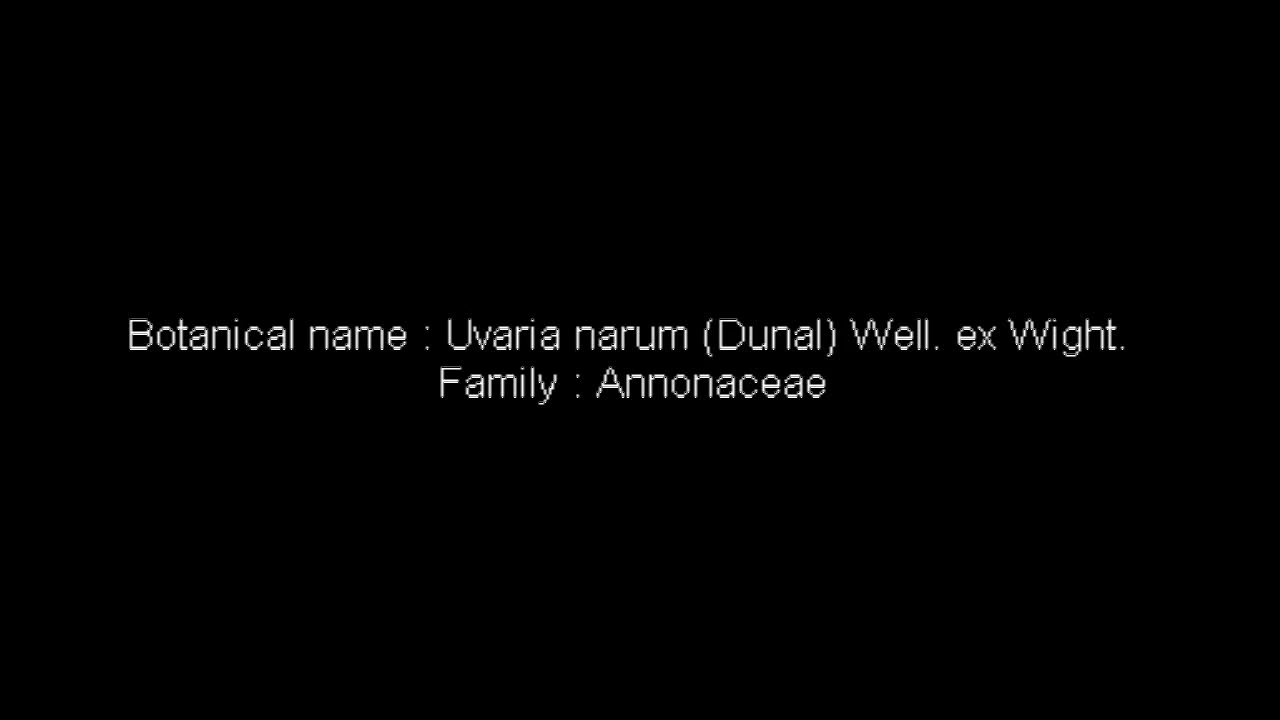 Botanical name : Uvaria narum (Dunal) Well. ex Wight.
Family : Annonaceae